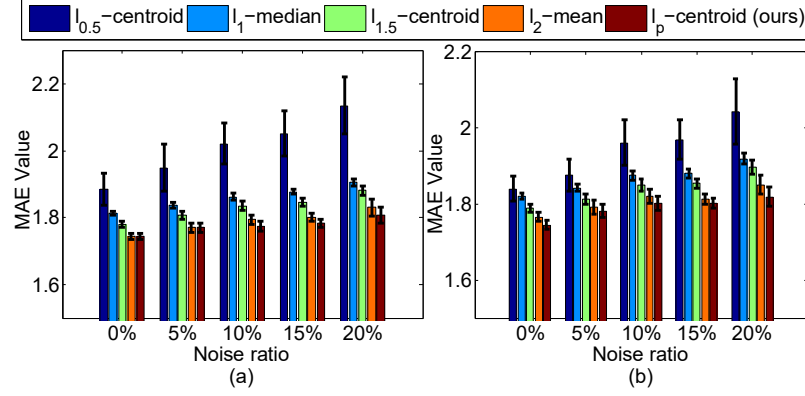 l0.5−centroid l1−median l1.5−centroid l2−mean lp−centroid (ours)
2.2
2
1.8
1.6
MAE Value
0% 5% 10% 15% 20%
Noise ratio
(a)
2.2
2
1.8
1.6
MAE Value
0% 5% 10% 15% 20%
Noise ratio
(b)